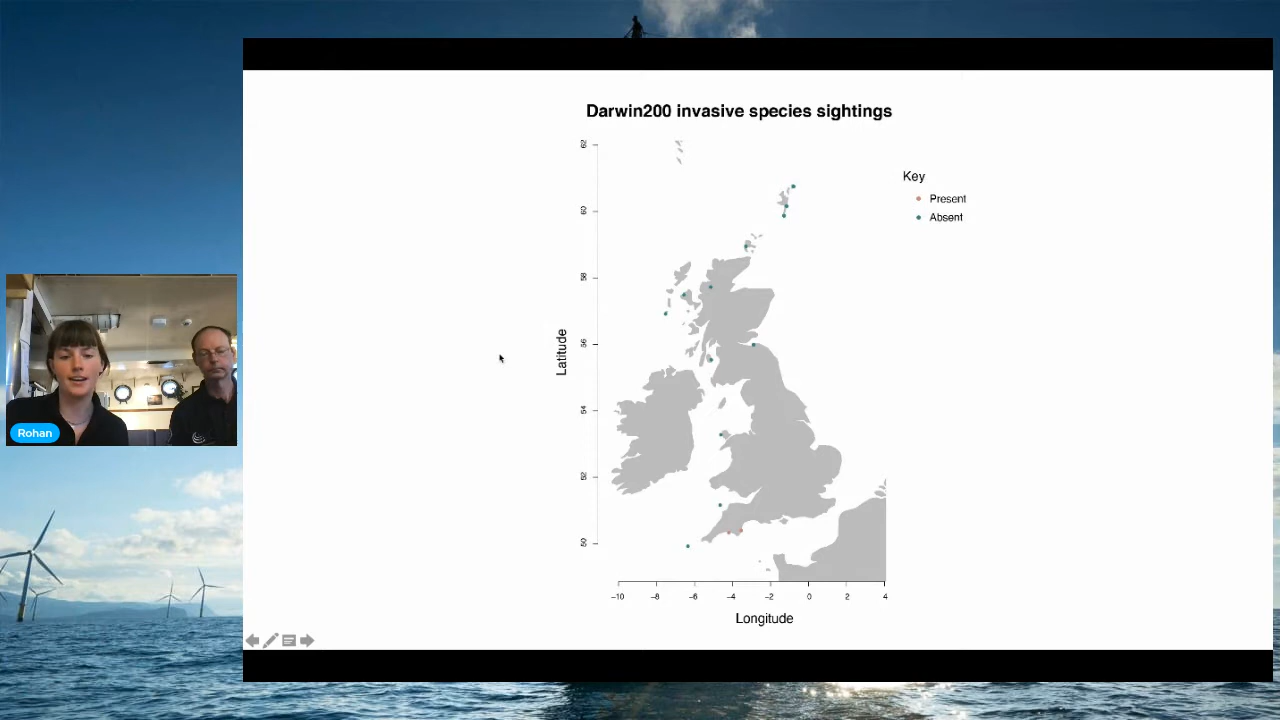 Darwin200 invasive species sightings
Key
Present
Absent
Latitude
62
60
58
56
54
52
50
-10
-8
-6
-4
-2
0
2
4
Longitude
Rohan